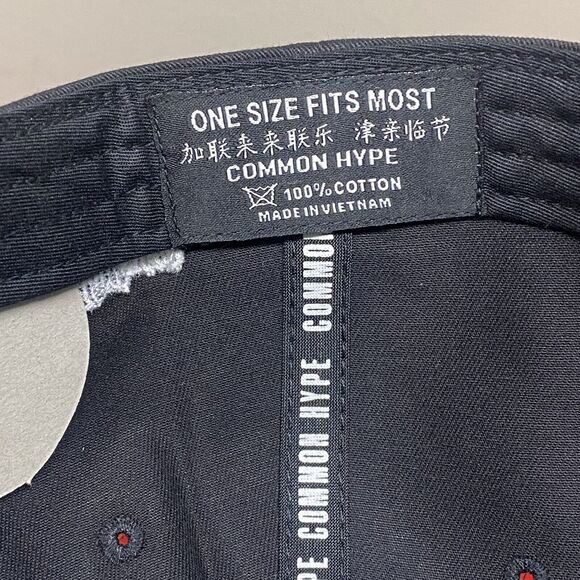 ONE SIZE FITS MOST
加联来来联乐 津亲临节
COMMON HYPE
100% COTTON
MADE IN VIETNAM
PE COMMON HYPE COMMON